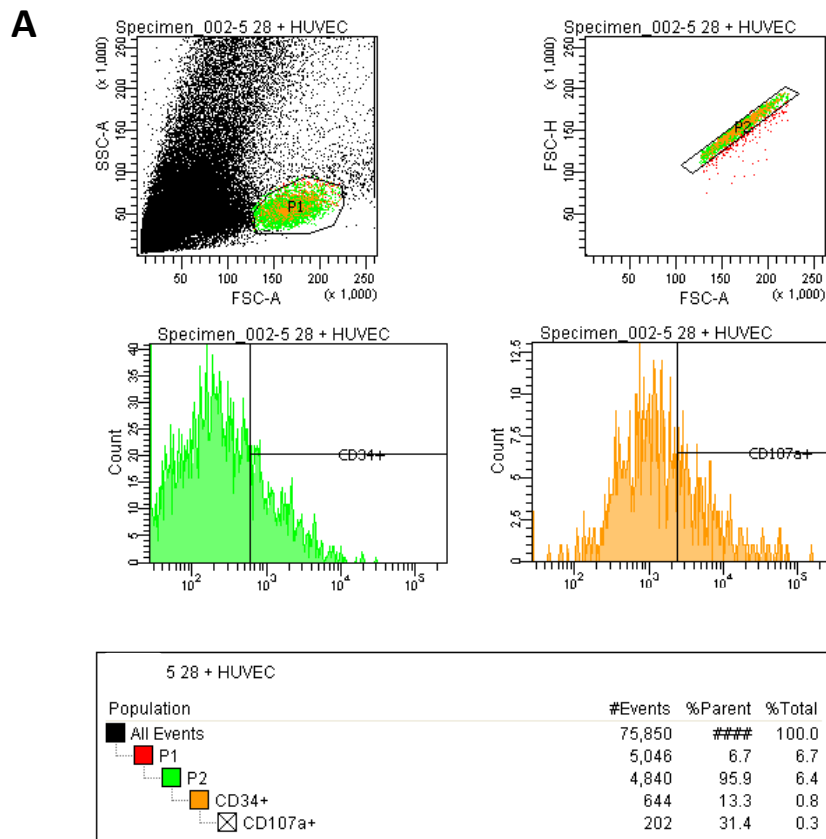 A
Specimen_002-5 28 + HUVEC
(x 1,000)
SSC-A
50 100 150 200 250
P1
50 100 150 200 250
FSC-A
(x 1,000)
Specimen_002-5 28 + HUVEC
(x 1,000)
FSC-H
50 100 150 200 250
P2
50 100 150 200 250
FSC-A
(x 1,000)
Specimen_002-5 28 + HUVEC
Count
0 5 10 15 20 25 30 35 40
CD34+
10² 10³ 10⁴ 10⁵
Specimen_002-5 28 + HUVEC
Count
0 2,5 5 7,5 10 12,5
CD107a+
10² 10³ 10⁴ 10⁵
5 28 + HUVEC
Population #Events %Parent %Total
All Events 75,850 #### 100.0
P1 5,046 6.7 6.7
P2 4,840 95.9 6.4
CD34+ 644 13.3 0.8
CD107a+ 202 31.4 0.3